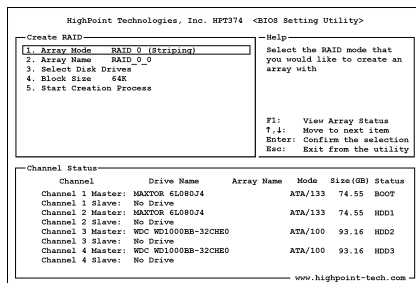 HighPoint Technologies, Inc. HPT374 <BIOS Setting Utility>
Create RAID
1. Array Mode RAID 0 (Striping)
2. Array Name RAID_0_0
3. Select Disk Drives
4. Block Size 64K
5. Start Creation Process
Help
Select the RAID mode that
you would like to create an
array with
F1: View Array Status
↑,↓: Move to next item
Enter: Confirm the selection
Esc: Exit from the utility
Channel Status
Channel Drive Name Array Name Mode Size(GB) Status
Channel 1 Master: MAXTOR 6L080J4 ATA/133 74.55 BOOT
Channel 1 Slave: No Drive
Channel 2 Master: MAXTOR 6L080J4 ATA/133 74.55 HDD1
Channel 2 Slave: No Drive
Channel 3 Master: WDC WD1000BB-32CHE0 ATA/100 93.16 HDD2
Channel 3 Slave: No Drive
Channel 4 Master: WDC WD1000BB-32CHE0 ATA/100 93.16 HDD3
Channel 4 Slave: No Drive
www.highpoint-tech.com